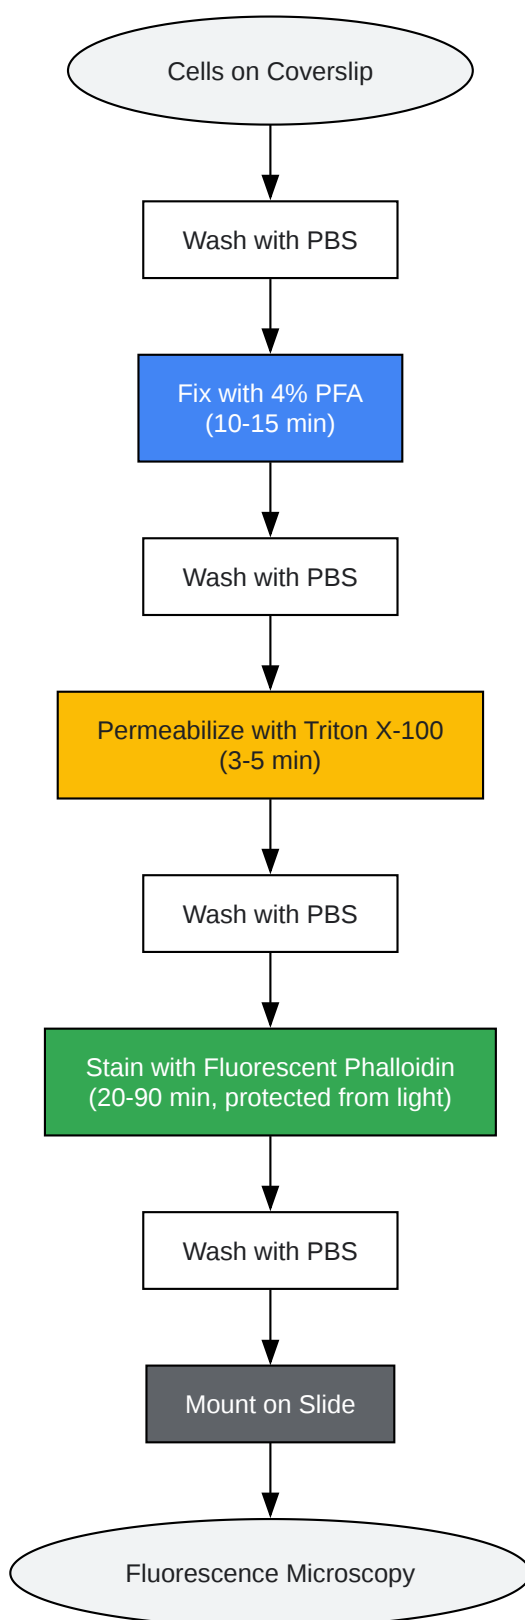 Cells on Coverslip
Wash with PBS
Fix with 4% PFA
(10-15 min)
Wash with PBS
Permeabilize with Triton X-100
(3-5 min)
Wash with PBS
Stain with Fluorescent Phalloidin
(20-90 min, protected from light)
Wash with PBS
Mount on Slide
Fluorescence Microscopy